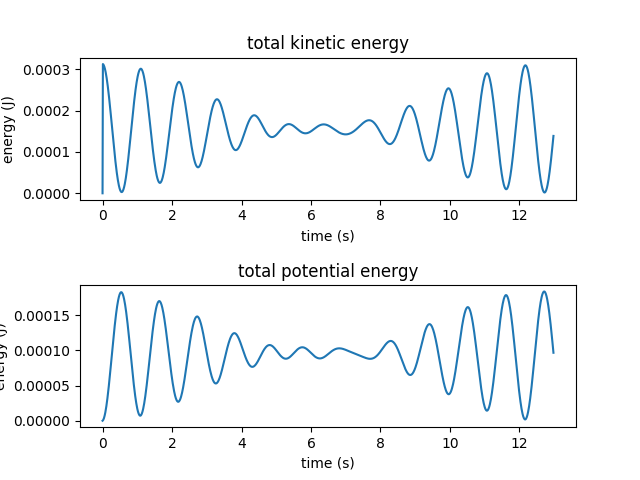 total kinetic energy
energy (J)
0.0003
0.0002
0.0001
0.0000
0 2 4 6 8 10 12
time (s)
total potential energy
energy (J)
0.00015
0.00010
0.00005
0.00000
0 2 4 6 8 10 12
time (s)